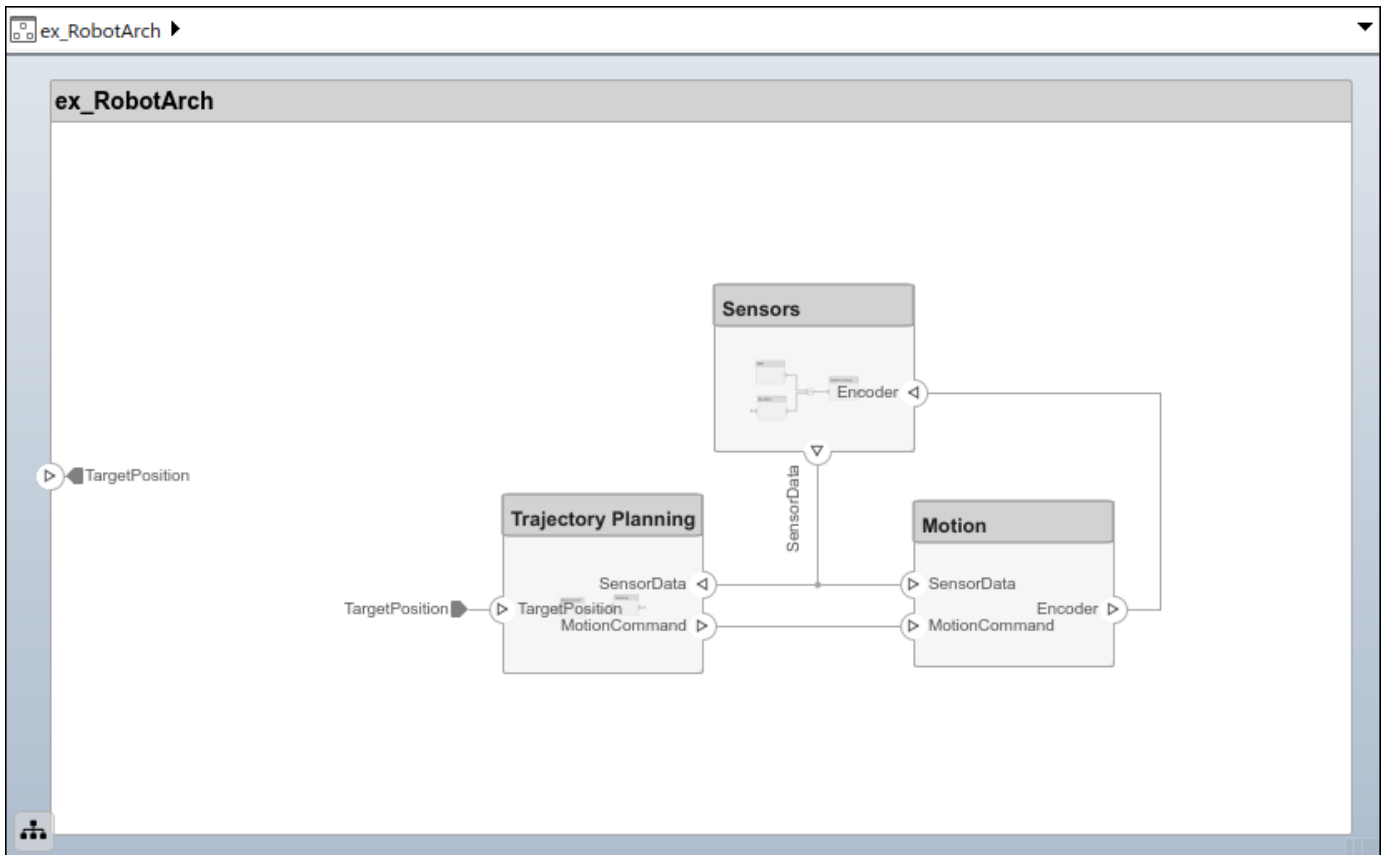 ex_RobotArch
ex_RobotArch
Sensors
Encoder
TargetPosition
SensorData
Trajectory Planning
SensorData
TargetPosition
TargetPosition
MotionCommand
Motion
SensorData
Encoder
MotionCommand